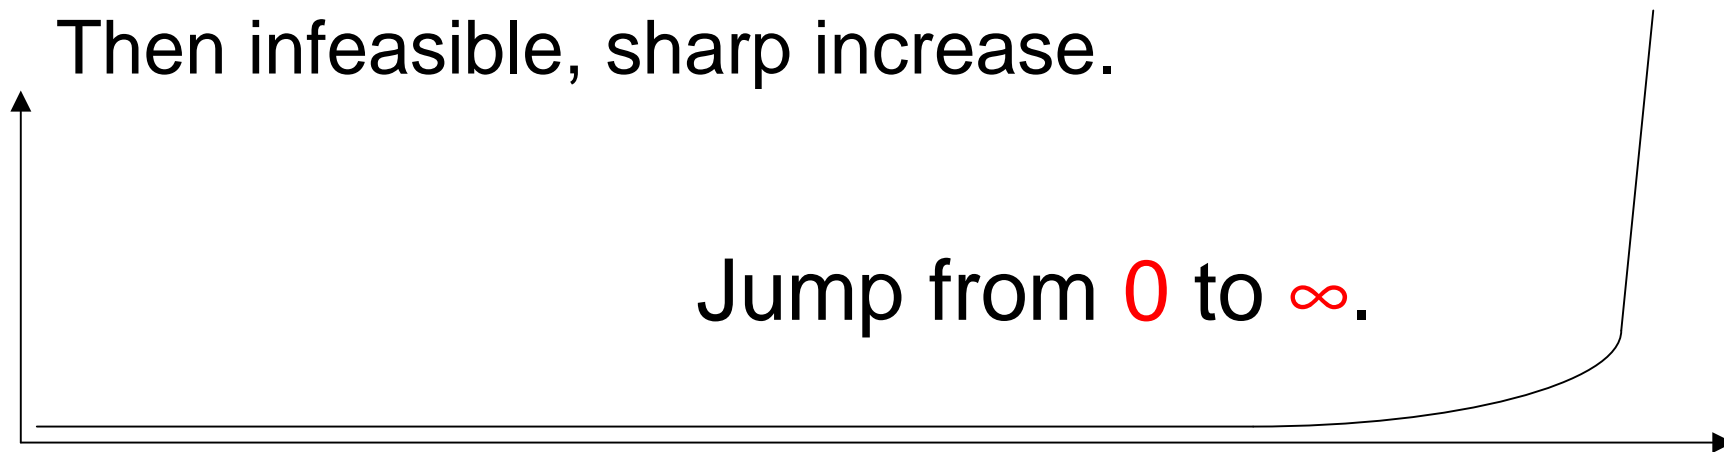 Then infeasible, sharp increase.
Jump from 0 to ∞.